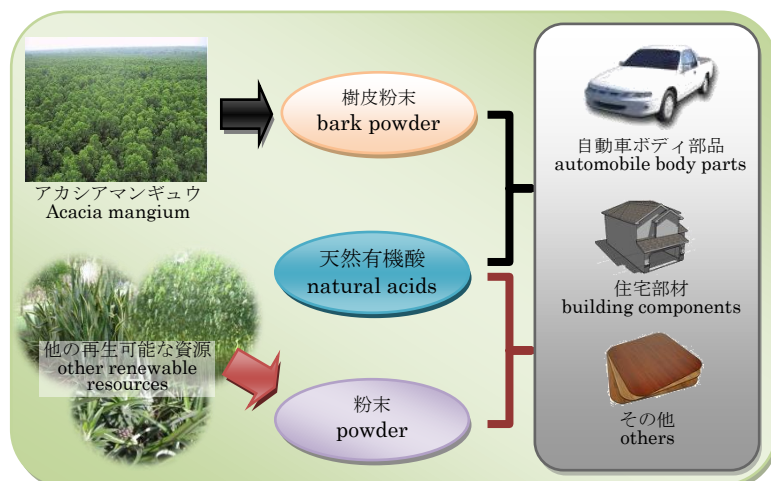 アカシアマンギュウ
Acacia mangium
樹皮粉末
bark powder
天然有機酸
natural acids
他の再生可能な資源
other renewable
resources
粉末
powder
自動車ボディ部品
automobile body parts
住宅部材
building components
その他
others